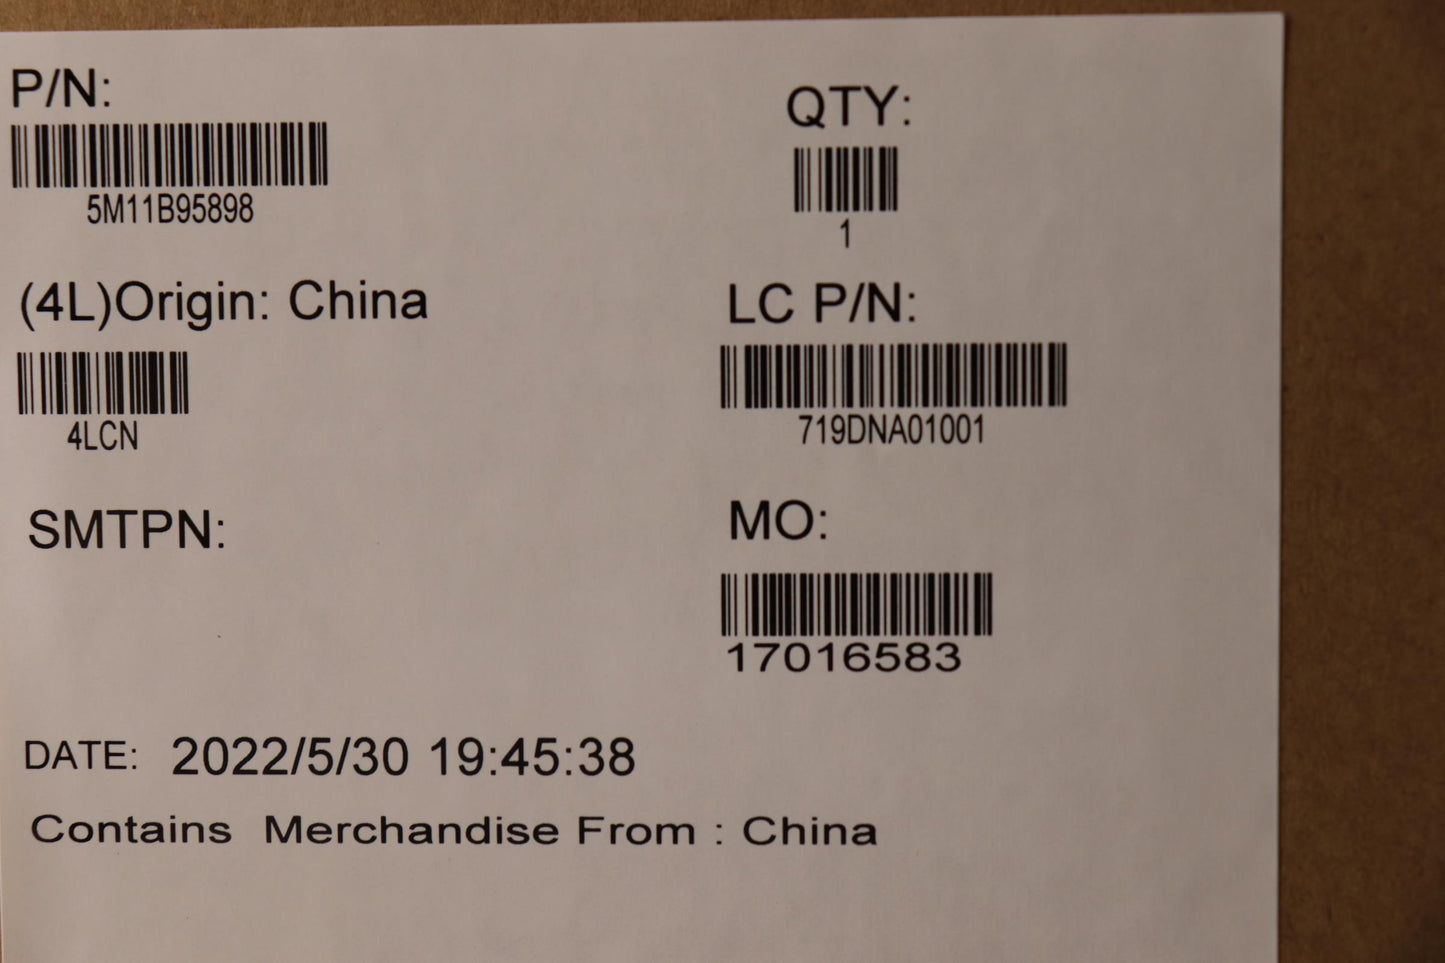 P/N:
5M11B95898
QTY:
1
(4L)Origin: China
4LCN
LC P/N:
719DNA01001
SMTPN:
MO:
17016583
DATE: 2022/5/30 19:45:38
Contains Merchandise From : China